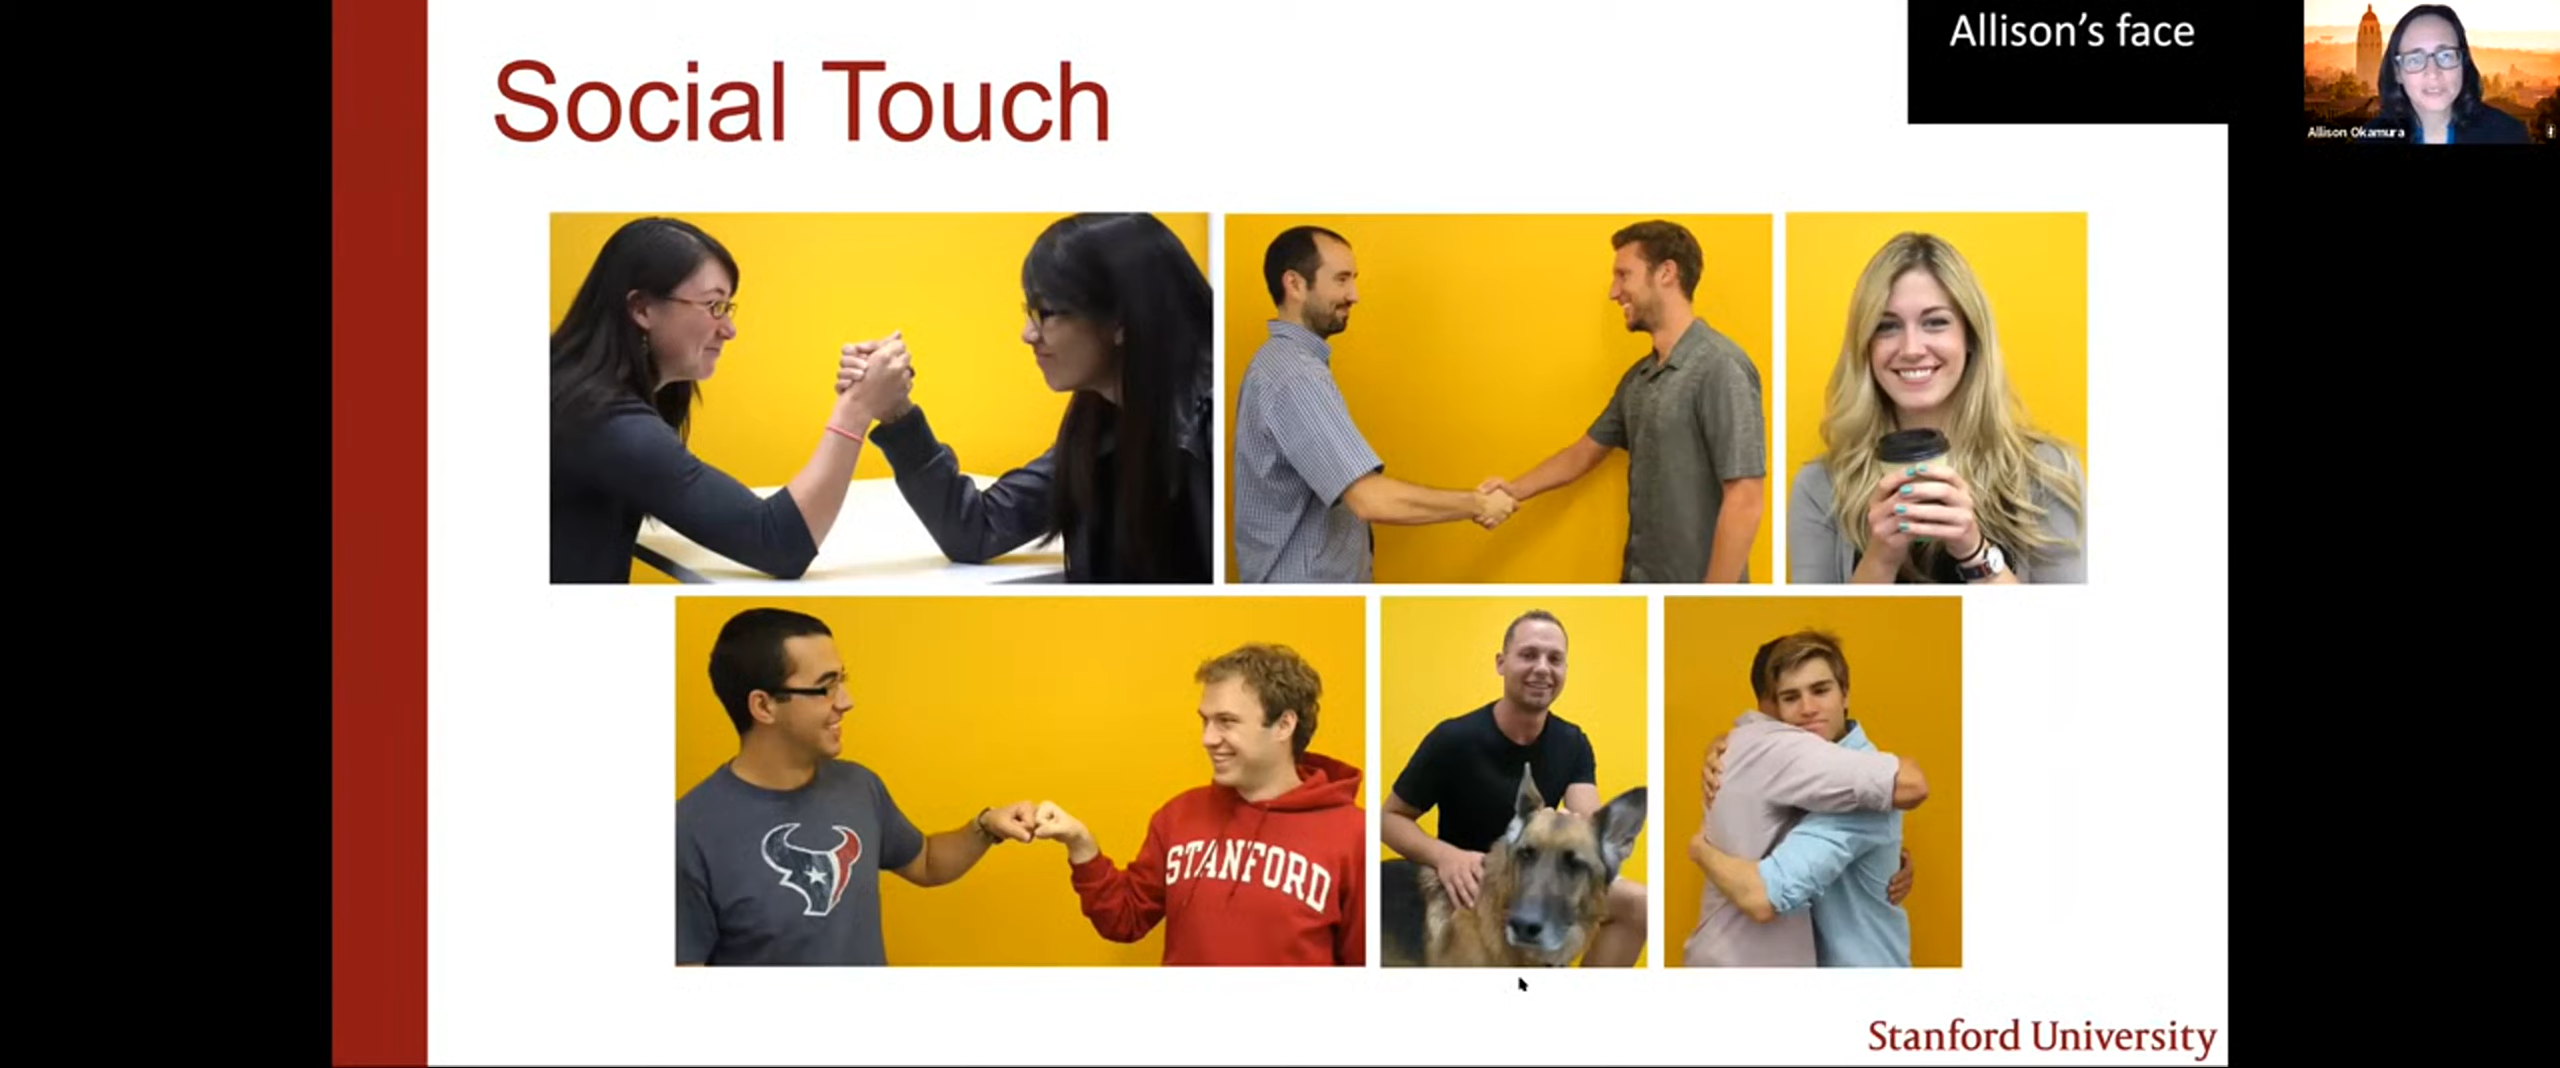 Social Touch
Allison's face
Allison Okamura
STANFORD
Stanford University